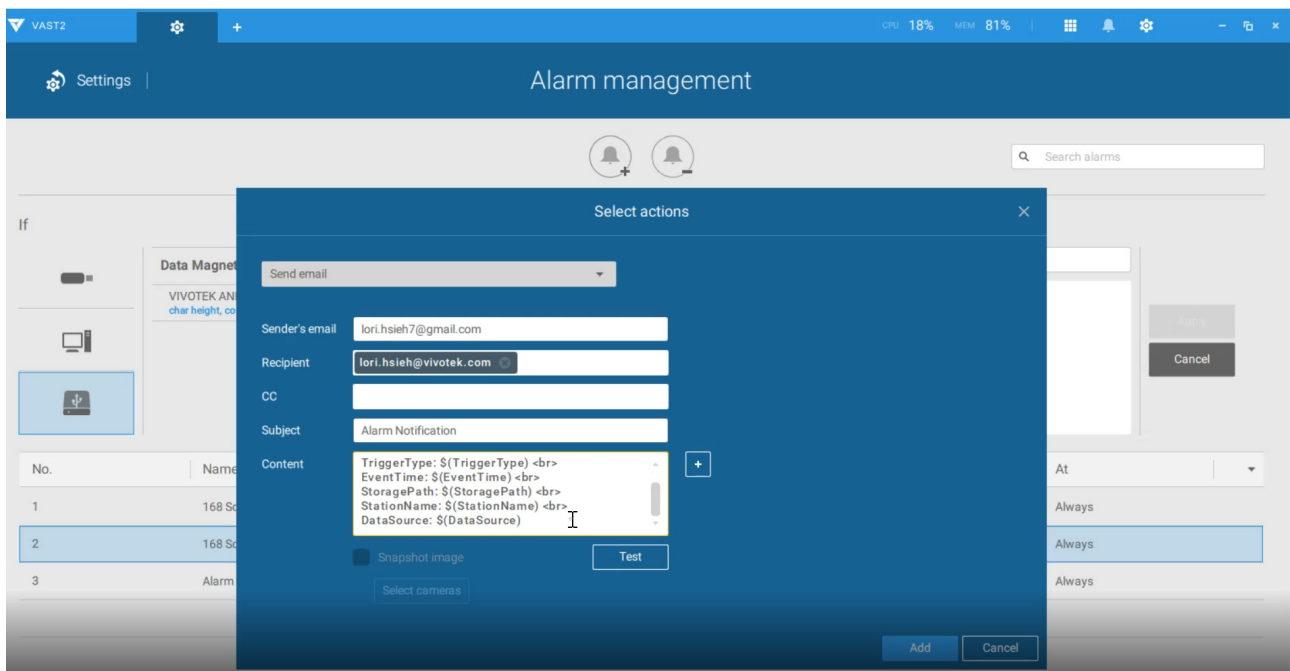 VAST2
+
CPU 18% MEM 81%
Settings
Alarm management
Search alarms
Select actions
If
Data Magnet
Send email
VIVOTEK AN
char height, co
Sender's email lori.hsieh7@gmail.com
Recipient lori.hsieh@vivotek.com
Cancel
CC
Subject Alarm Notification
Content
TriggerType: $(TriggerType) <br>
EventTime: $(EventTime) <br>
StoragePath: $(StoragePath) <br>
StationName: $(StationName) <br>
DataSource: $(DataSource)
+
No. Name At
1 168 Sc Always
2 168 Sc Always
3 Alarm Always
Snapshot image Test
Select cameras
Add Cancel